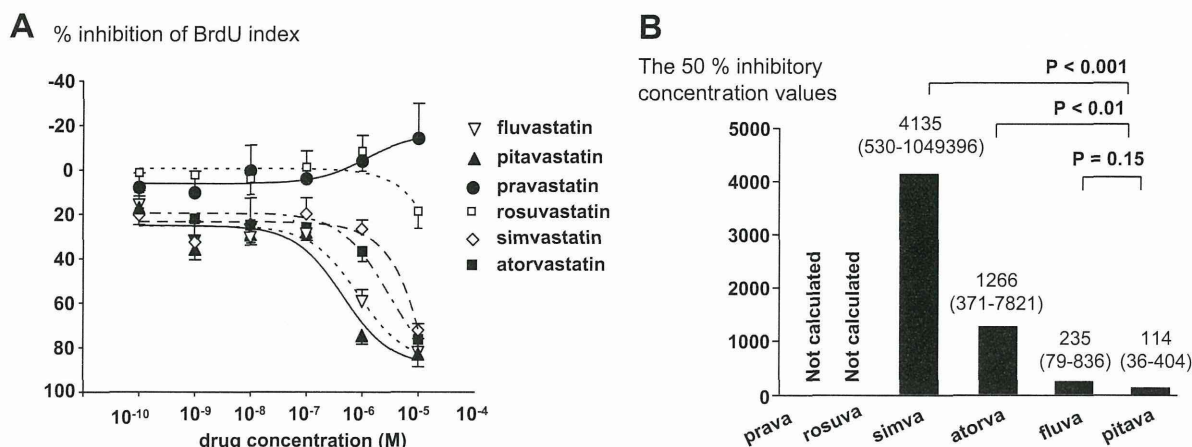 A % inhibition of BrdU index
-40
-20
0
20
40
60
80
100
10-10 10-9 10-8 10-7 10-6 10-5 10-4
drug concentration (M)
fluvastatin
pitavastatin
pravastatin
rosuvastatin
simvastatin
atorvastatin
B
The 50 % inhibitory
concentration values
P < 0.001
P < 0.01
P = 0.15
5000
4000
3000
2000
1000
0
Not calculated
Not calculated
4135
(530-1049396)
1266
(371-7821)
235
(79-836)
114
(36-404)
prava rosuva simva atorva fluva pitava